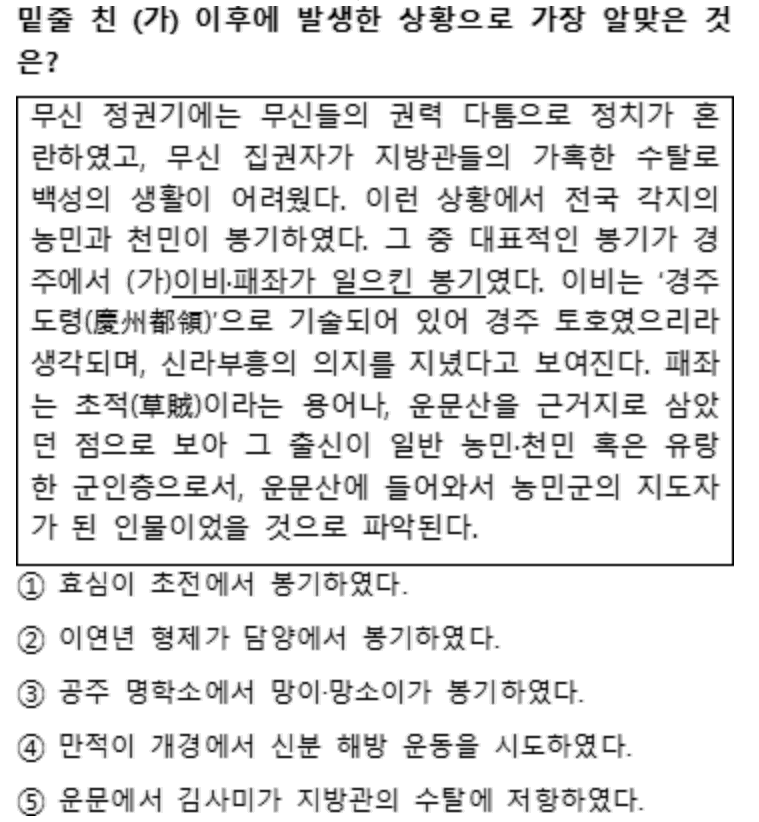 밑줄 친 (가) 이후에 발생한 상황으로 가장 알맞은 것
은?
무신 정권기에는 무신들의 권력 다툼으로 정치가 혼
란하였고, 무신 집권자가 지방관들의 가혹한 수탈로
백성의 생활이 어려웠다. 이런 상황에서 전국 각지의
농민과 천민이 봉기하였다. 그 중 대표적인 봉기가 경
주에서 (가)이비·패좌가 일으킨 봉기였다. 이비는 '경주
도령(慶州都領)'으로 기술되어 있어 경주 토호였으리라
생각되며, 신라부흥의 의지를 지녔다고 보여진다. 패좌
는 초적(草賊)이라는 용어나, 운문산을 근거지로 삼았
던 점으로 보아 그 출신이 일반 농민·천민 혹은 유랑
한 군인층으로서, 운문산에 들어와서 농민군의 지도자
가 된 인물이었을 것으로 파악된다.
① 효심이 초전에서 봉기하였다.
② 이연년 형제가 담양에서 봉기하였다.
③ 공주 명학소에서 망이·망소이가 봉기하였다.
④ 만적이 개경에서 신분 해방 운동을 시도하였다.
⑤ 운문에서 김사미가 지방관의 수탈에 저항하였다.